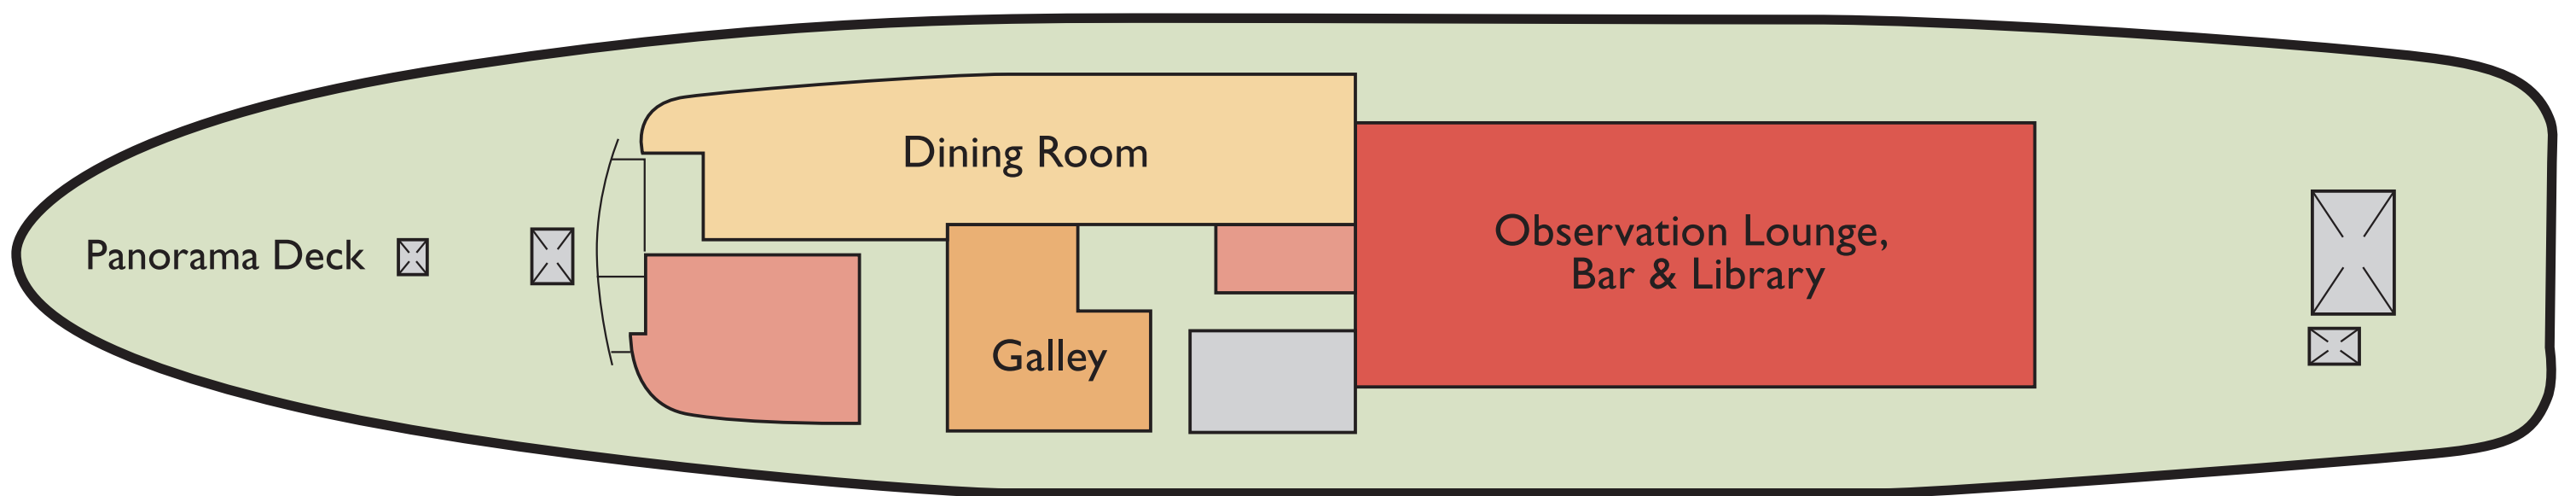 Dining Room
Panorama Deck
Observation Lounge,
Bar & Library
Galley